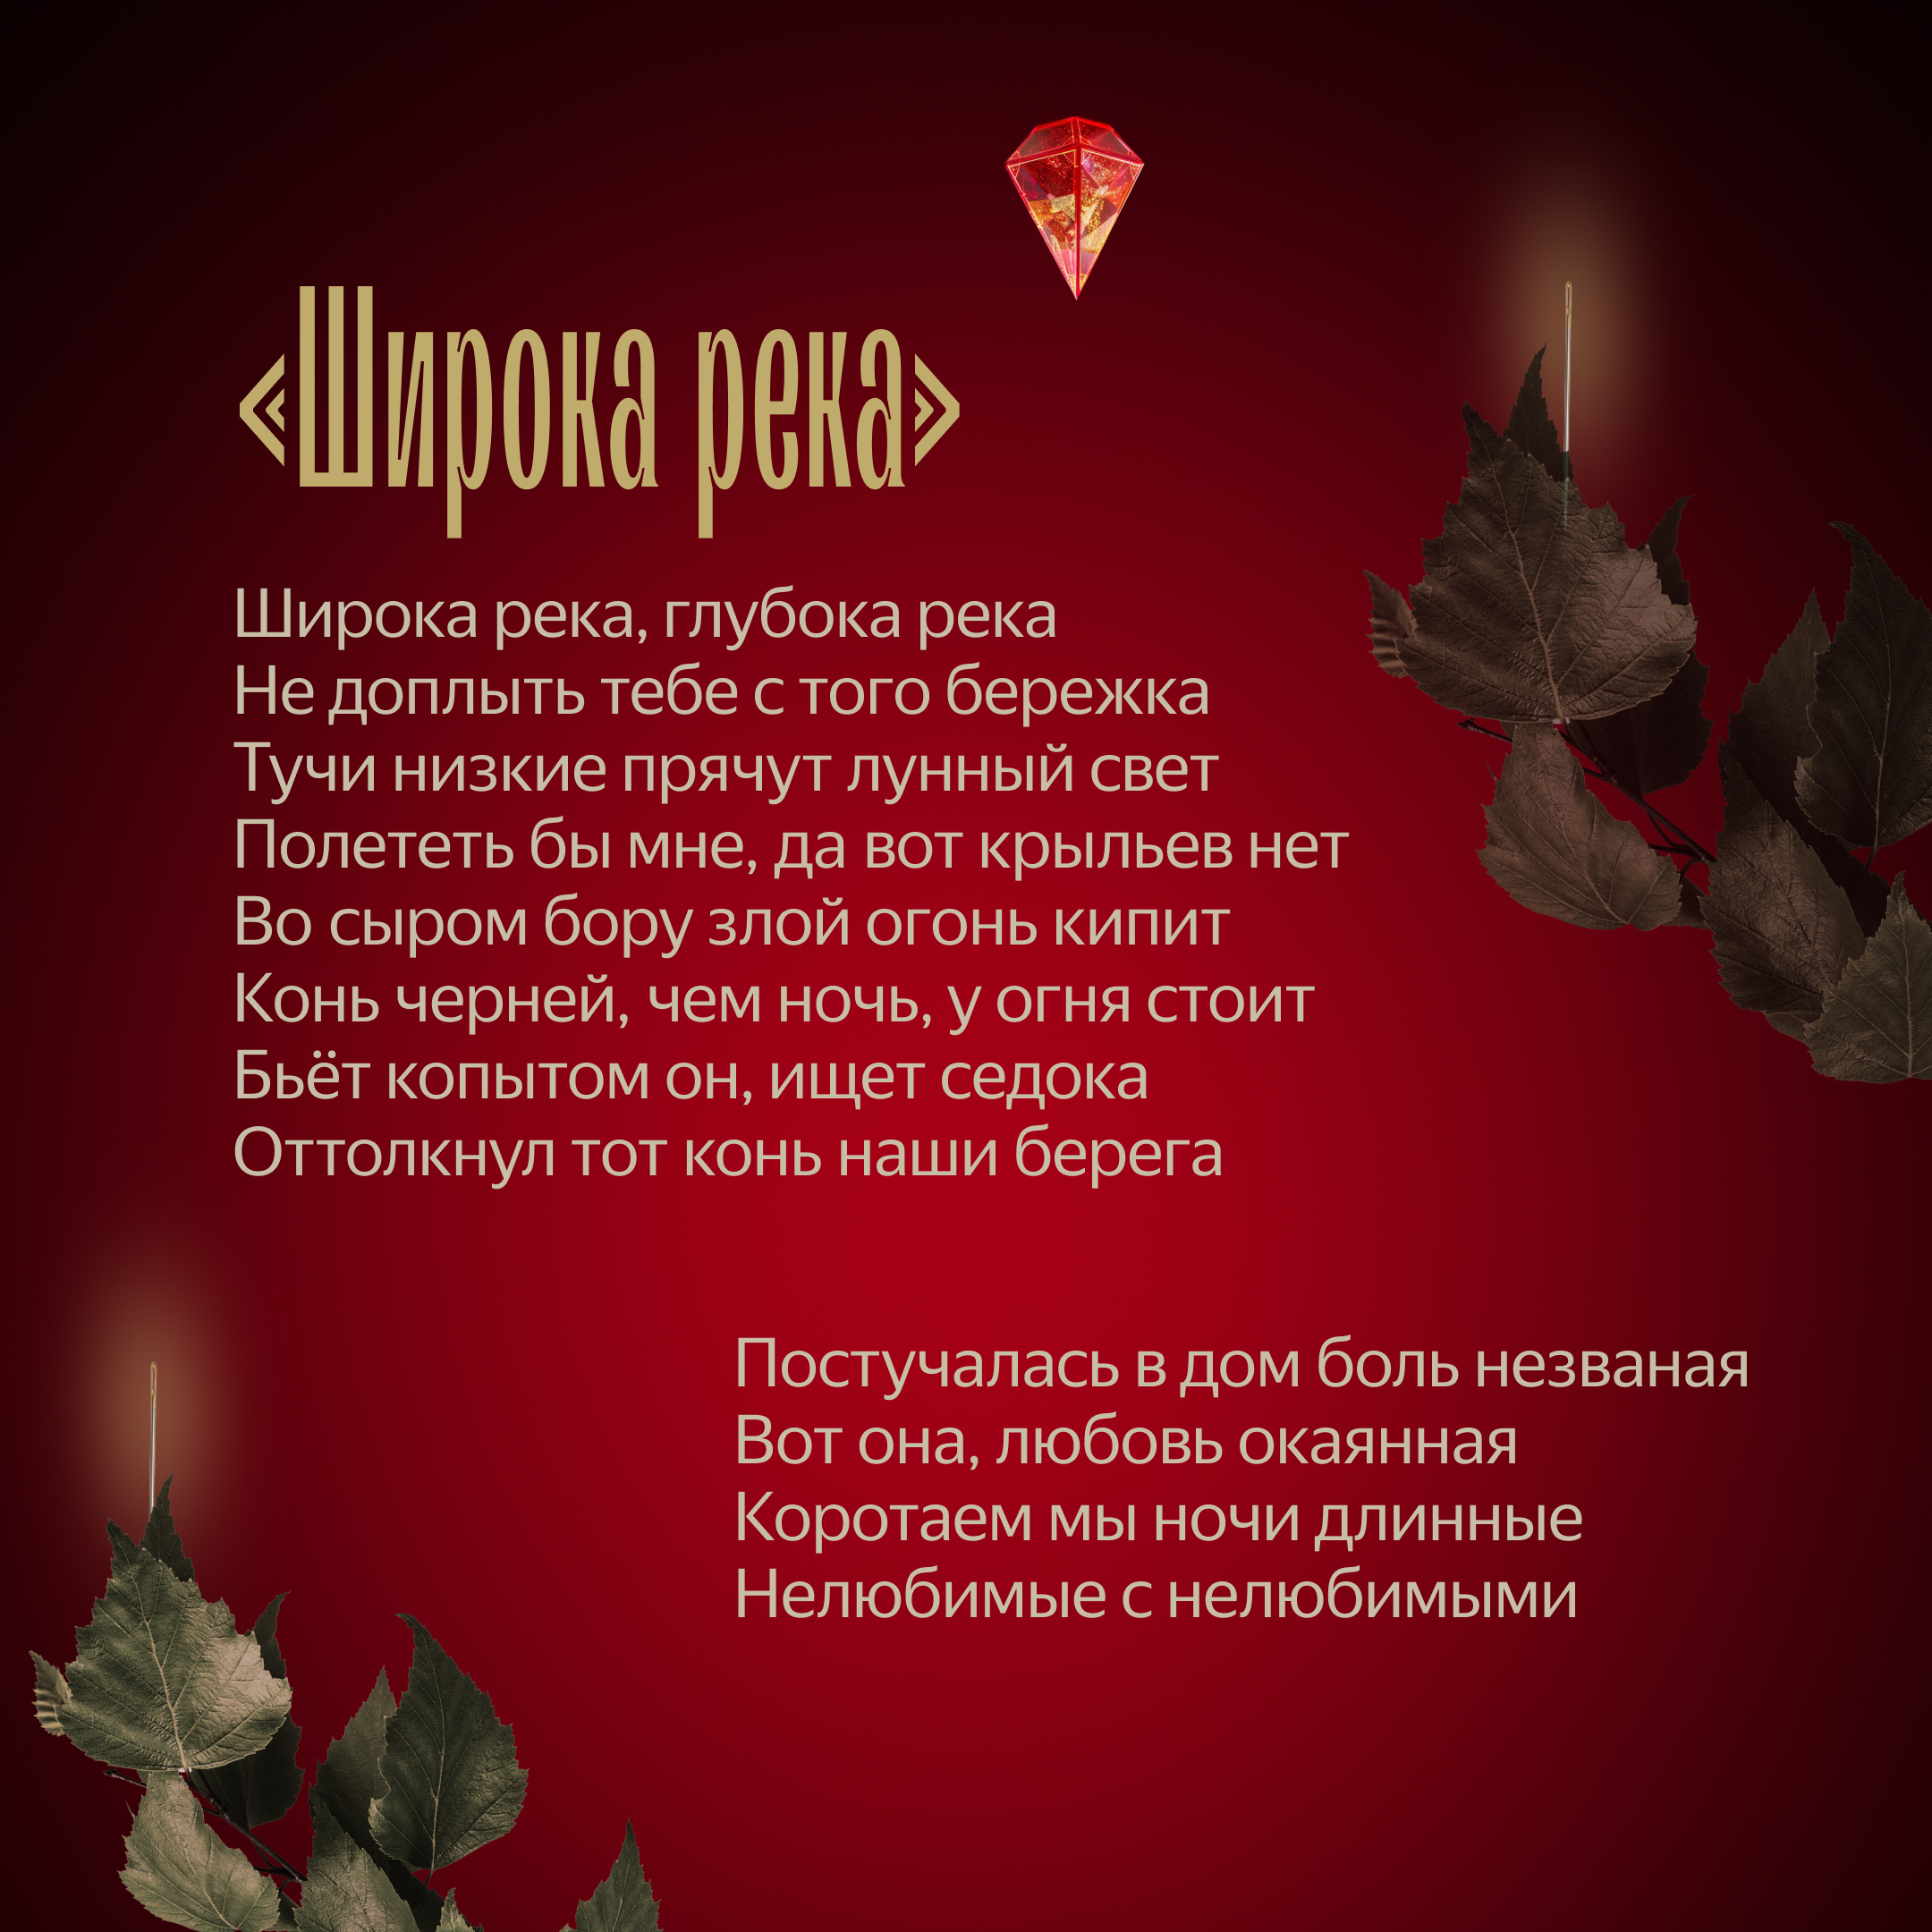 «Широка река»
Широка река, глубока река
Не доплыть тебе с того бережка
Тучи низкие прячут лунный свет
Полететь бы мне, да вот крыльев нет
Во сыром бору злой огонь кипит
Конь черней, чем ночь, у огня стоит
Бьёт копытом он, ищет седока
Оттолкнул тот конь наши берега
Постучалась в дом боль незваная
Вот она, любовь окаянная
Коротаем мы ночи длинные
Нелюбимые с нелюбимыми